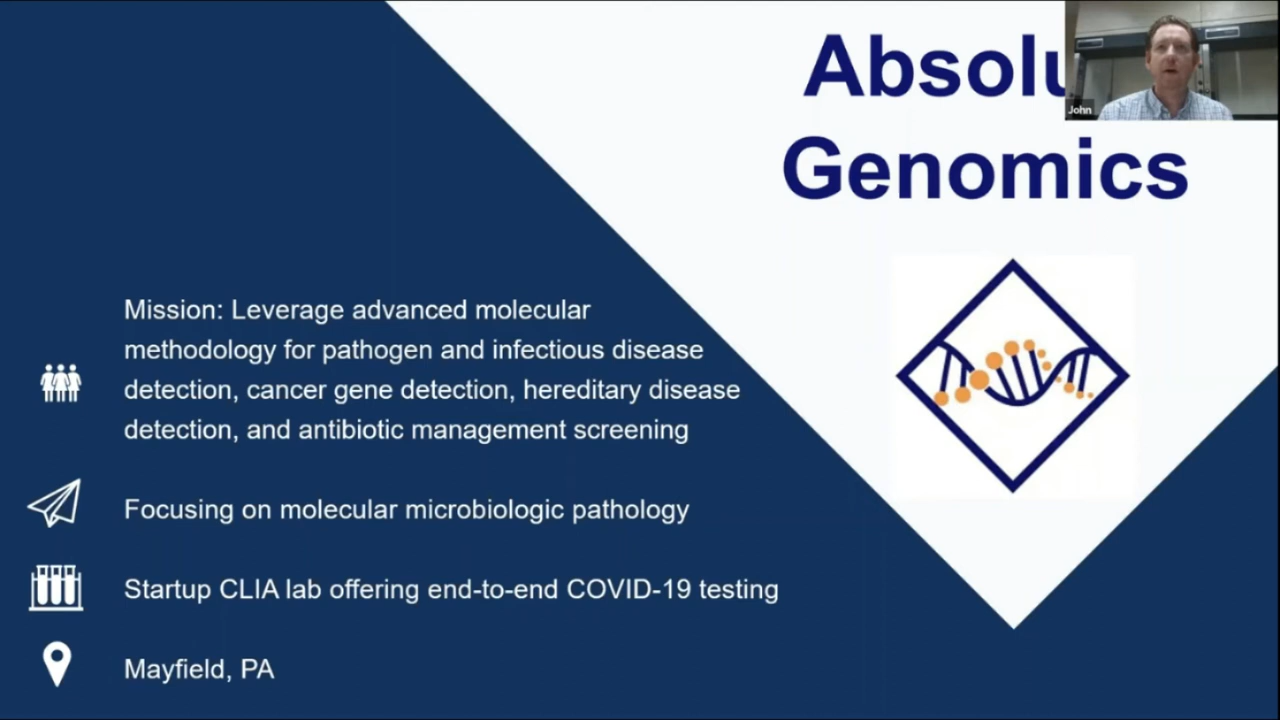 Absolu
Genomics
John
Mission: Leverage advanced molecular
methodology for pathogen and infectious disease
detection, cancer gene detection, hereditary disease
detection, and antibiotic management screening
Focusing on molecular microbiologic pathology
Startup CLIA lab offering end-to-end COVID-19 testing
Mayfield, PA